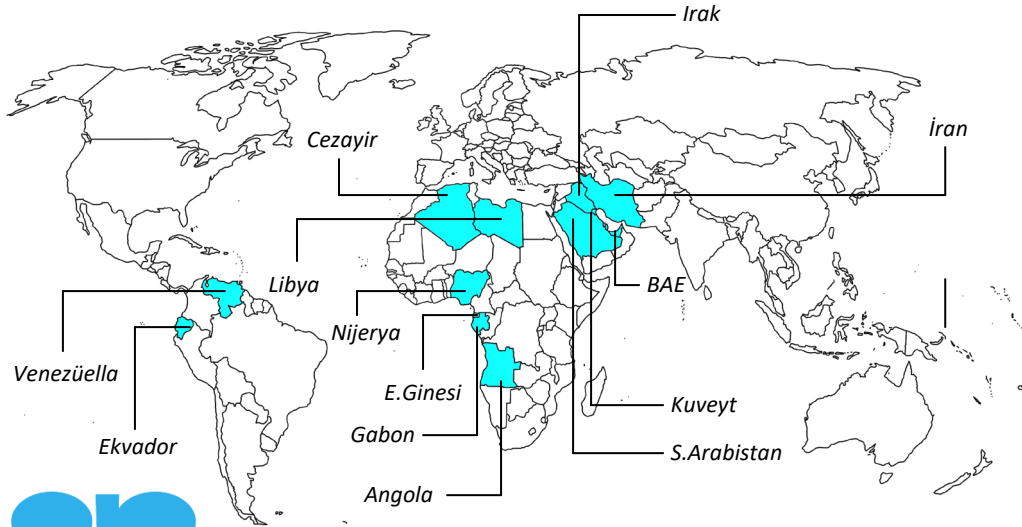 Irak
Cezayir
İran
Libya
BAE
Nijerya
Venezüella
E.Ginesi
Kuveyt
Ekvador
Gabon
S.Arabistan
Angola